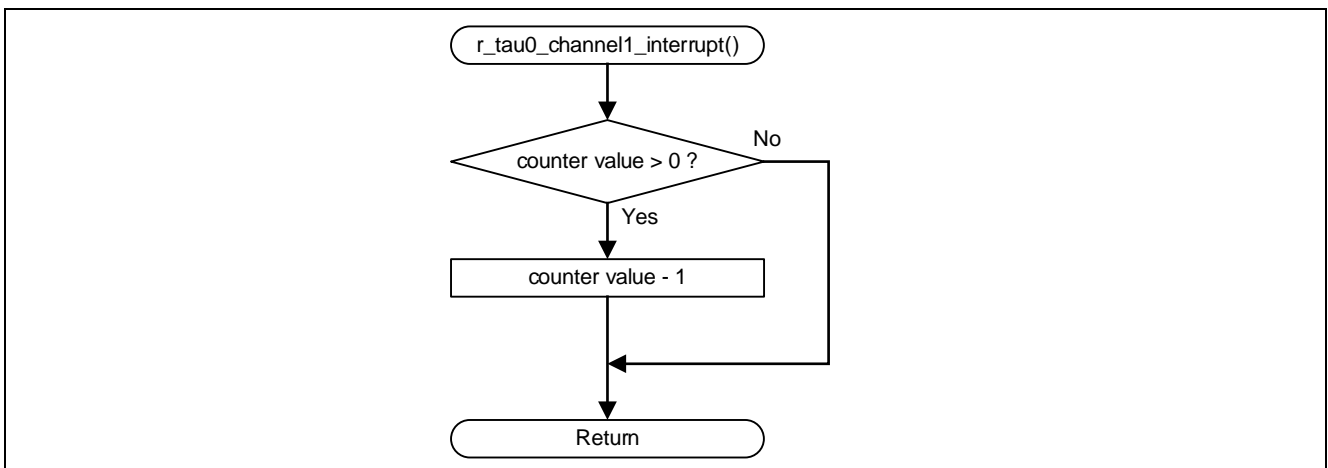 r_tau0_channel1_interrupt()
counter value > 0 ?
No
Yes
counter value - 1
Return